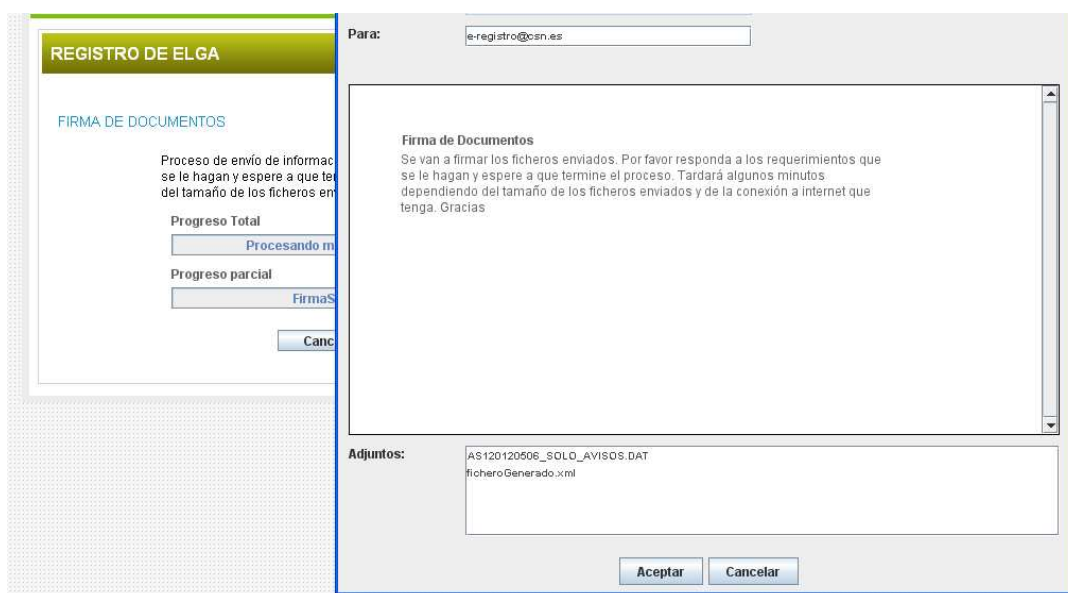 REGISTRO DE ELGA
FIRMA DE DOCUMENTOS
Proceso de envío de informac
se le hagan y espere a que ter
del tamaño de los ficheros en
Progreso Total
Procesando m
Progreso parcial
FirmaS
Canc
Para:
e-registro@csn.es
Firma de Documentos
Se van a firmar los ficheros enviados. Por favor responda a los requerimientos que
se le hagan y espere a que termine el proceso. Tardará algunos minutos
dependiendo del tamaño de los ficheros enviados y de la conexión a internet que
tenga. Gracias
Adjuntos:
AS120120506_SOLO_AVISOS.DAT
ficheroGenerado.xml
Aceptar
Cancelar